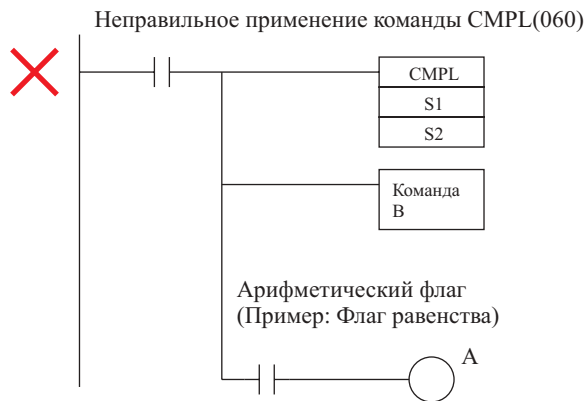 Неправильное применение команды CMPL(060)
CMPL
S1
S2
Команда
В
Арифметический флаг
(Пример: Флаг равенства)
А